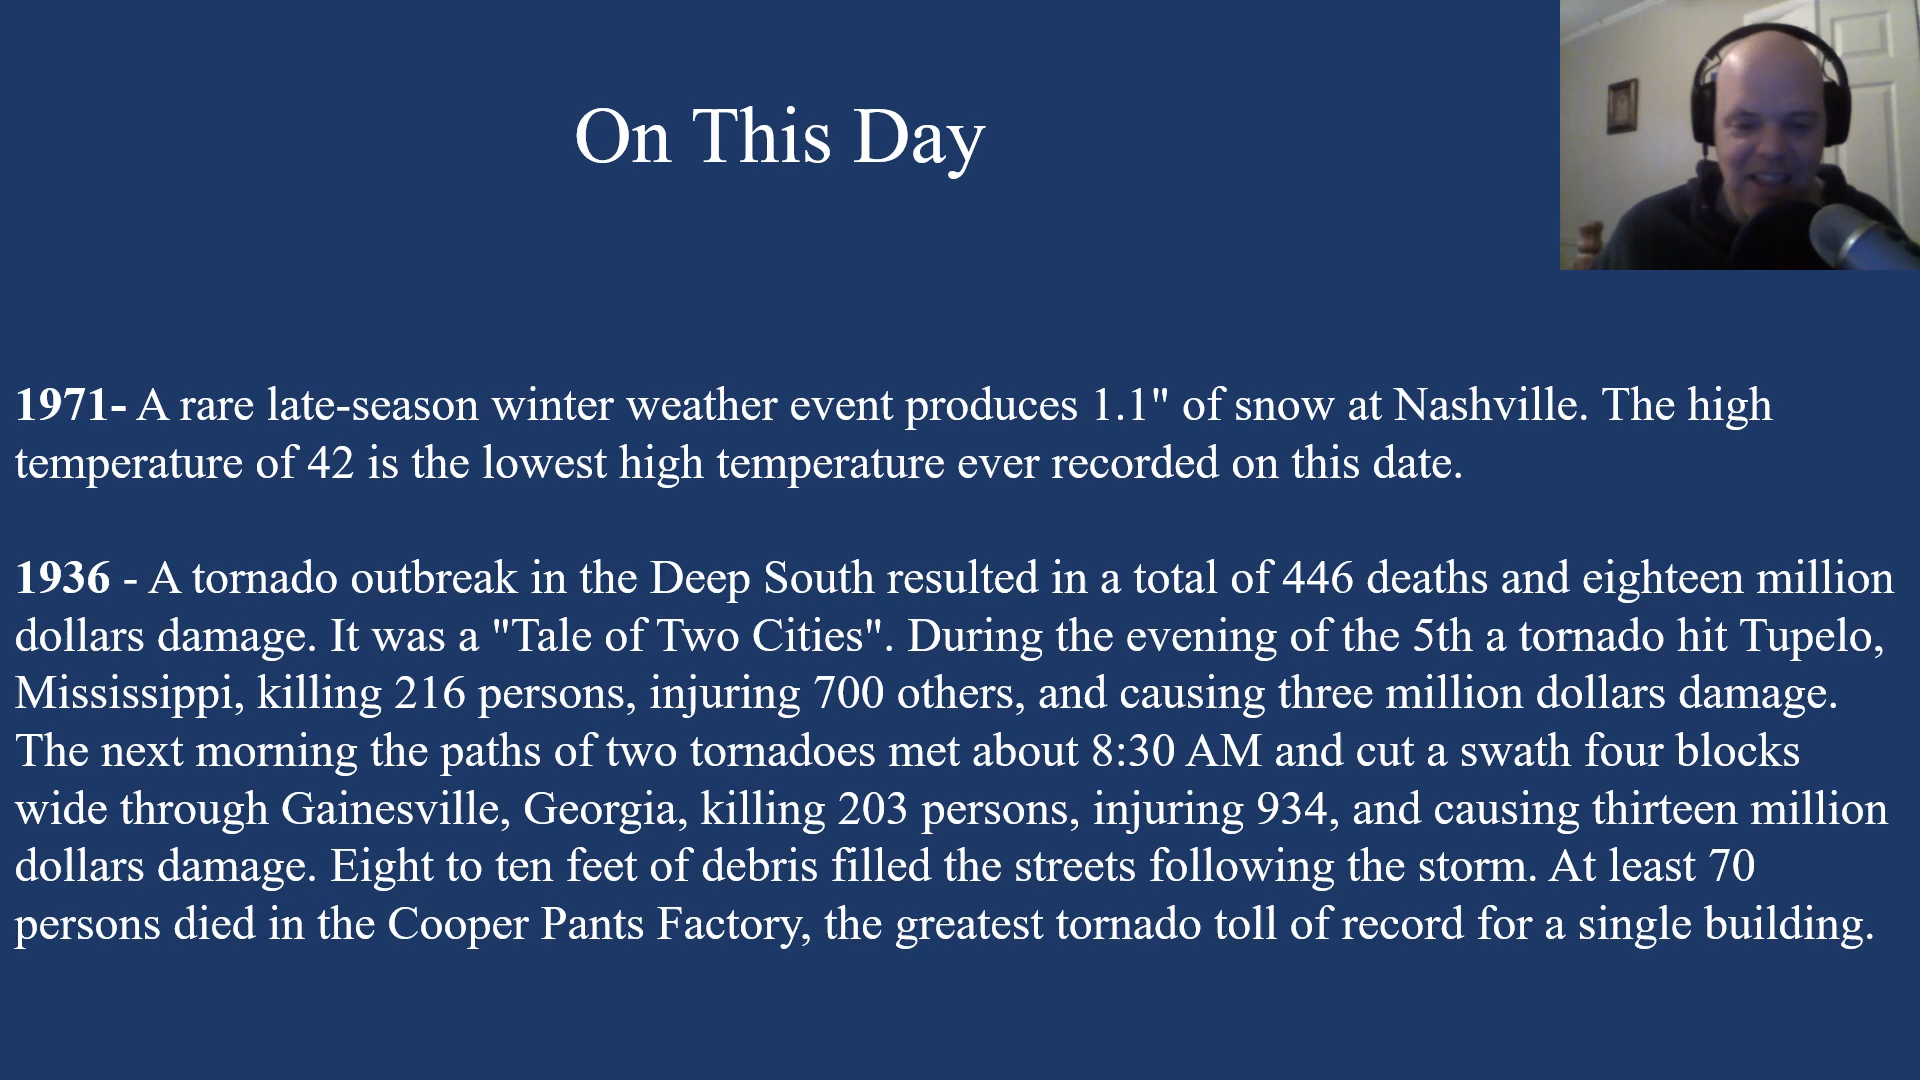 On This Day
1971- A rare late-season winter weather event produces 1.1" of snow at Nashville. The high
temperature of 42 is the lowest high temperature ever recorded on this date.
1936 - A tornado outbreak in the Deep South resulted in a total of 446 deaths and eighteen million
dollars damage. It was a "Tale of Two Cities". During the evening of the 5th a tornado hit Tupelo,
Mississippi, killing 216 persons, injuring 700 others, and causing three million dollars damage.
The next morning the paths of two tornadoes met about 8:30 AM and cut a swath four blocks
wide through Gainesville, Georgia, killing 203 persons, injuring 934, and causing thirteen million
dollars damage. Eight to ten feet of debris filled the streets following the storm. At least 70
persons died in the Cooper Pants Factory, the greatest tornado toll of record for a single building.